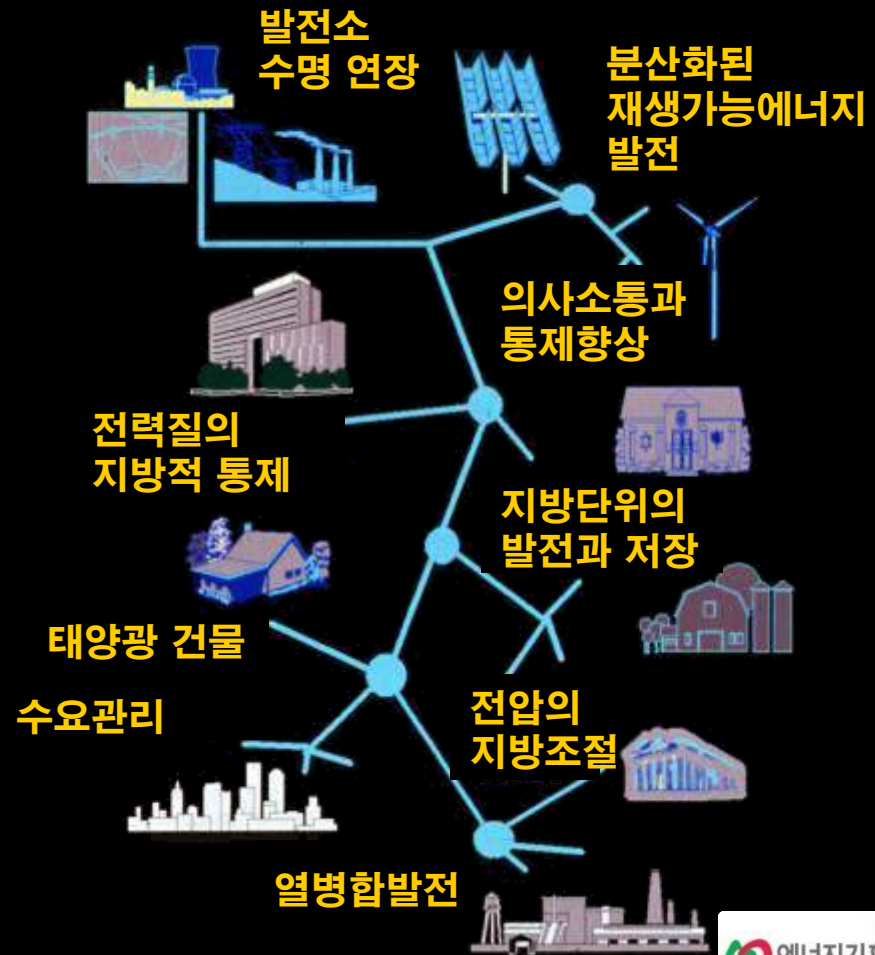 발전소
수명 연장
분산화된
재생가능에너지
발전
의사소통과
통제향상
전력질의
지방적 통제
지방단위의
발전과 저장
태양광 건물
수요관리
전압의
지방조절
열병합발전